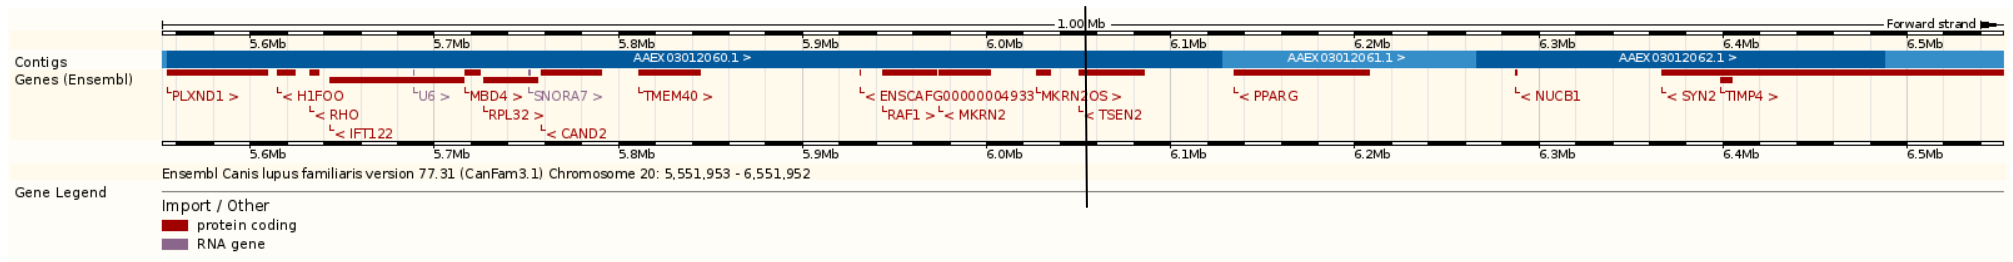 1.00 Mb Forward strand
5.6Mb 5.7Mb 5.8Mb 5.9Mb 6.0Mb 6.1Mb 6.2Mb 6.3Mb 6.4Mb 6.5Mb
Contigs AAEX03012060.1 > AAEX03012061.1 > AAEX03012062.1 >
Genes (Ensembl)
PLXND1 > < H1FOO U6 > MBD4 > SNORA7 > TMEM40 > < ENSCAFG00000004933 MKRN2OS > < PPARG < NUCB1 < SYN2 TIMP4 >
< RHO RPL32 > RAF1 > < MKRN2 < TSEN2
< IFT122 < CAND2
5.6Mb 5.7Mb 5.8Mb 5.9Mb 6.0Mb 6.1Mb 6.2Mb 6.3Mb 6.4Mb 6.5Mb
Ensembl Canis lupus familiaris version 77.31 (CanFam3.1) Chromosome 20: 5,551,953 - 6,551,952
Gene Legend
Import / Other
protein coding
RNA gene